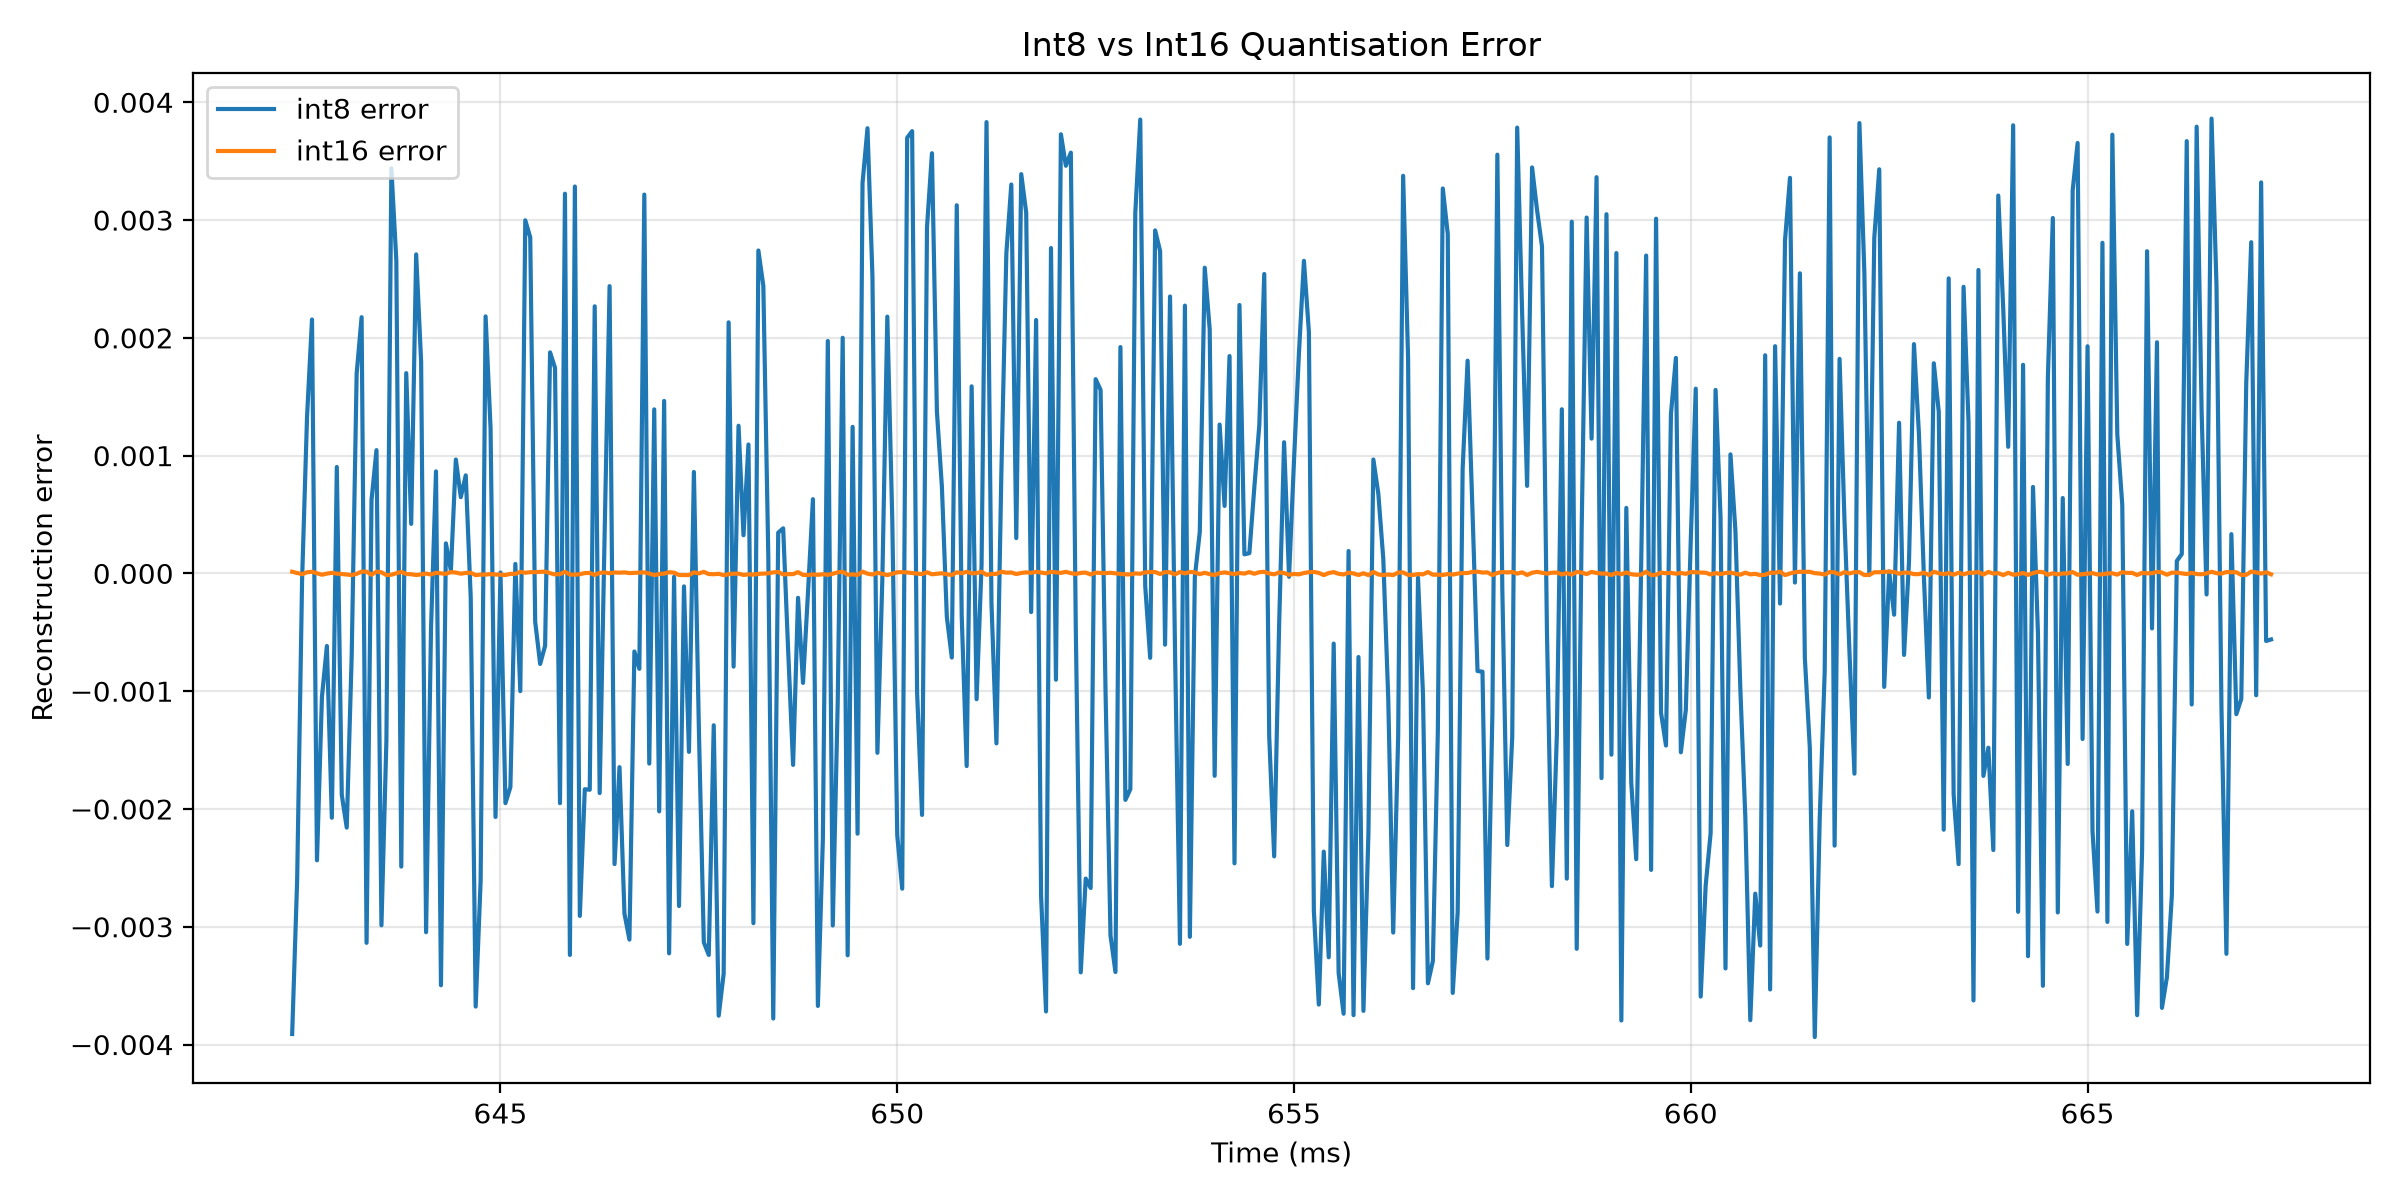 Int8 vs Int16 Quantisation Error
int8 error
int16 error
0.004
0.003
0.002
0.001
0.000
−0.001
−0.002
−0.003
−0.004
Reconstruction error
645
650
655
660
665
Time (ms)